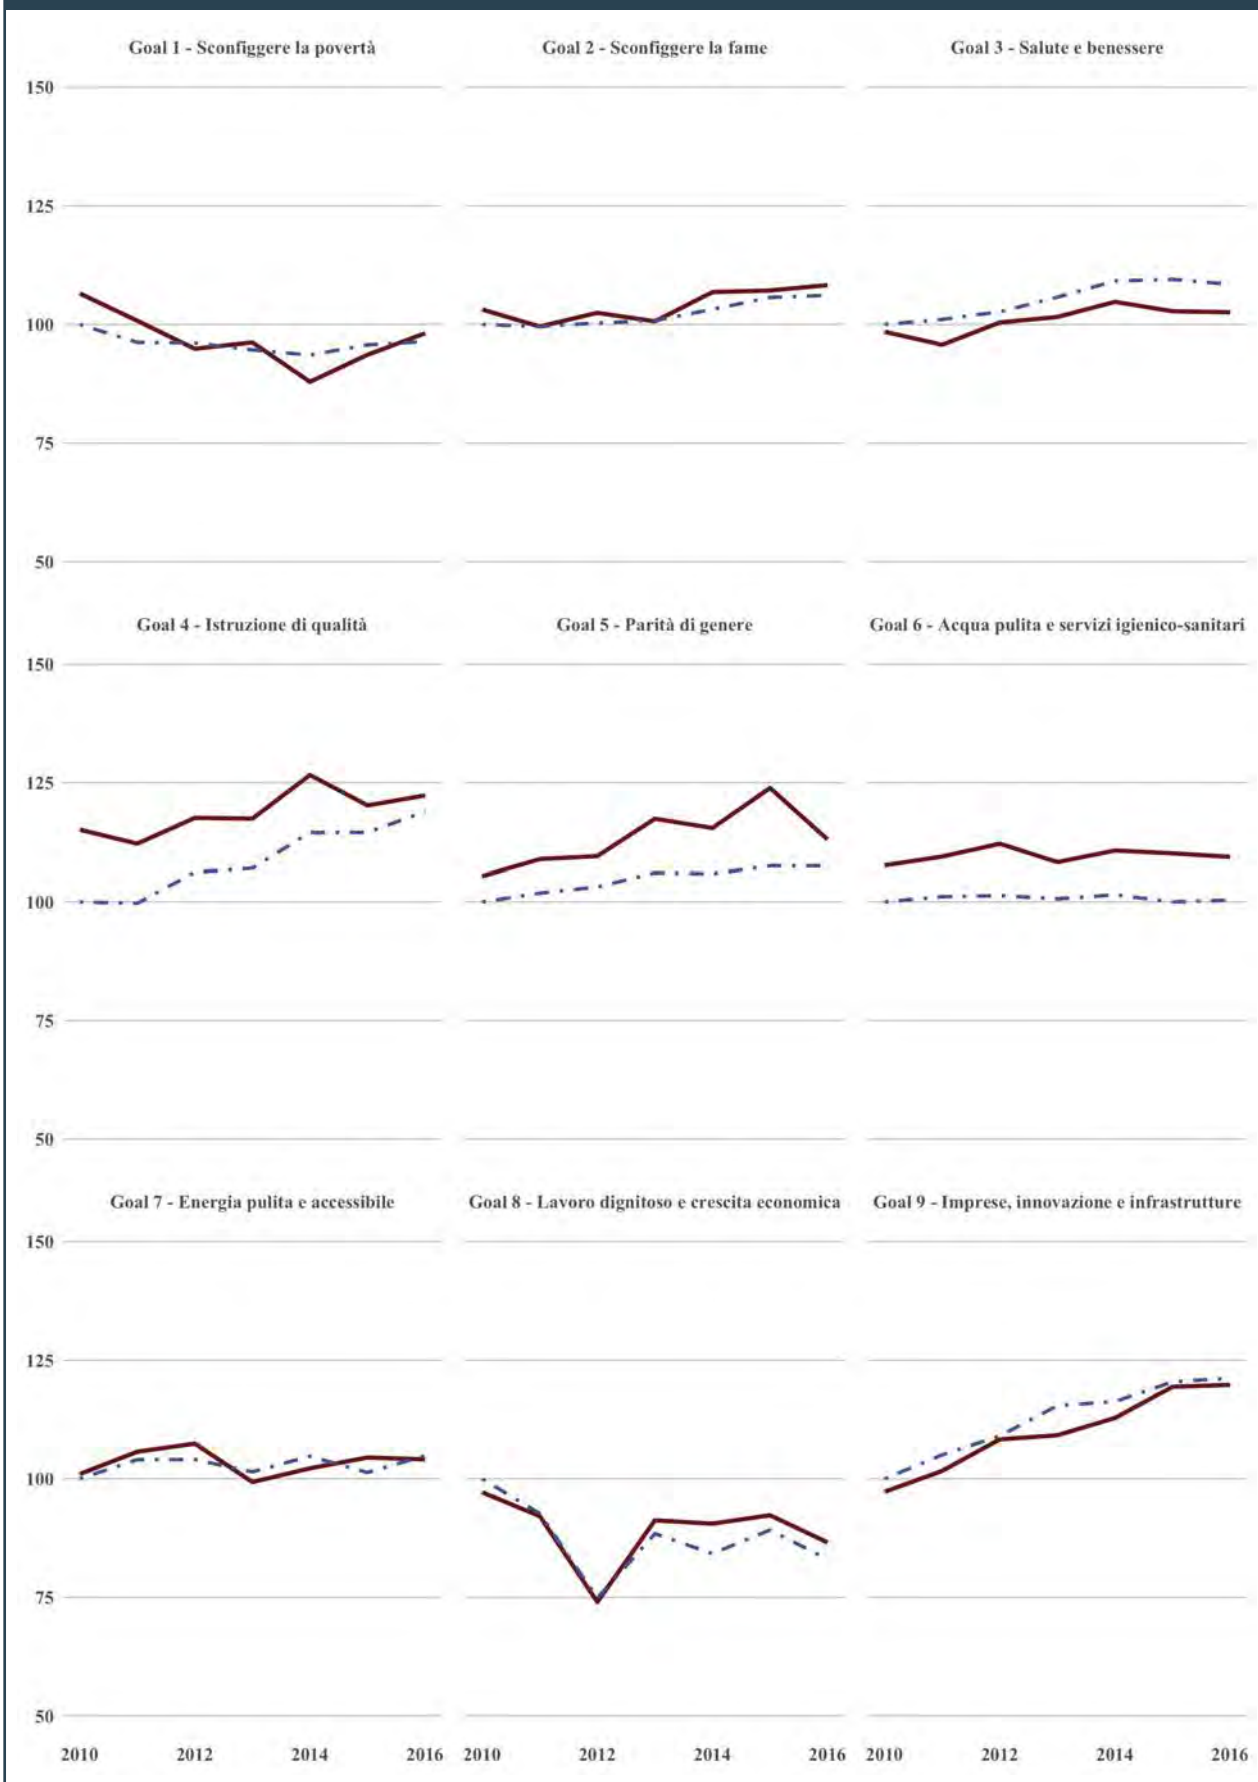 Goal 1 - Sconfiggere la povertà
Goal 2 - Sconfiggere la fame
Goal 3 - Salute e benessere
150
125
100
75
50
Goal 4 - Istruzione di qualità
Goal 5 - Parità di genere
Goal 6 - Acqua pulita e servizi igienico-sanitari
150
125
100
75
50
Goal 7 - Energia pulita e accessibile
Goal 8 - Lavoro dignitoso e crescita economica
Goal 9 - Imprese, innovazione e infrastrutture
150
125
100
75
50
2010 2012 2014 2016 2010 2012 2014 2016 2010 2012 2014 2016